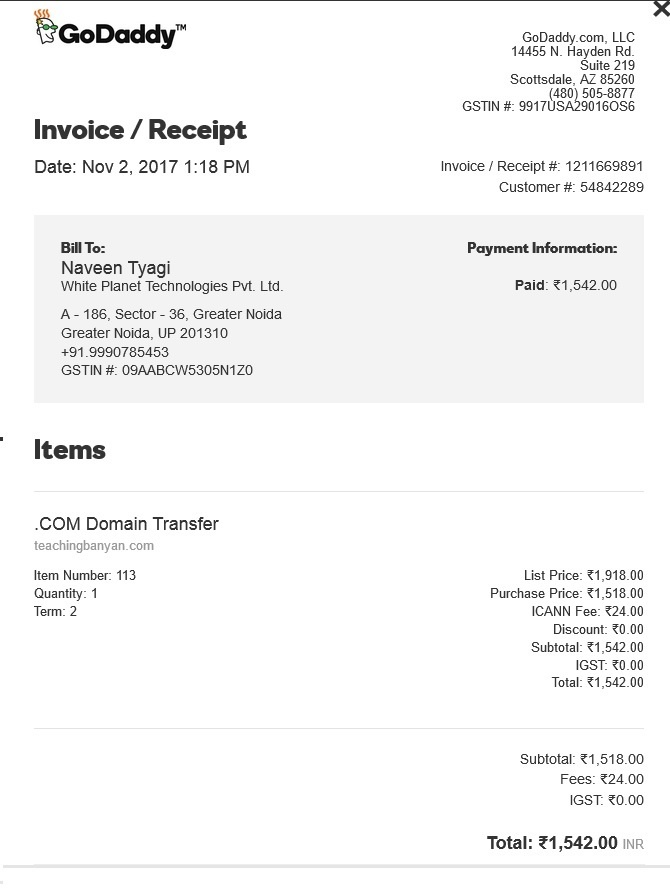 GoDaddy™
GoDaddy.com, LLC
14455 N. Hayden Rd.
Suite 219
Scottsdale, AZ 85260
(480) 505-8877
GSTIN #: 9917USA29016OS6
Invoice / Receipt
Date: Nov 2, 2017 1:18 PM
Invoice / Receipt #: 1211669891
Customer #: 54842289
Bill To:
Naveen Tyagi
White Planet Technologies Pvt. Ltd.
A - 186, Sector - 36, Greater Noida
Greater Noida, UP 201310
+91.9990785453
GSTIN #: 09AABCW5305N1Z0
Payment Information:
Paid: ₹1,542.00
Items
.COM Domain Transfer
teachingbanyan.com
Item Number: 113
Quantity: 1
Term: 2
List Price: ₹1,918.00
Purchase Price: ₹1,518.00
ICANN Fee: ₹24.00
Discount: ₹0.00
Subtotal: ₹1,542.00
IGST: ₹0.00
Total: ₹1,542.00
Subtotal: ₹1,518.00
Fees: ₹24.00
IGST: ₹0.00
Total: ₹1,542.00 INR